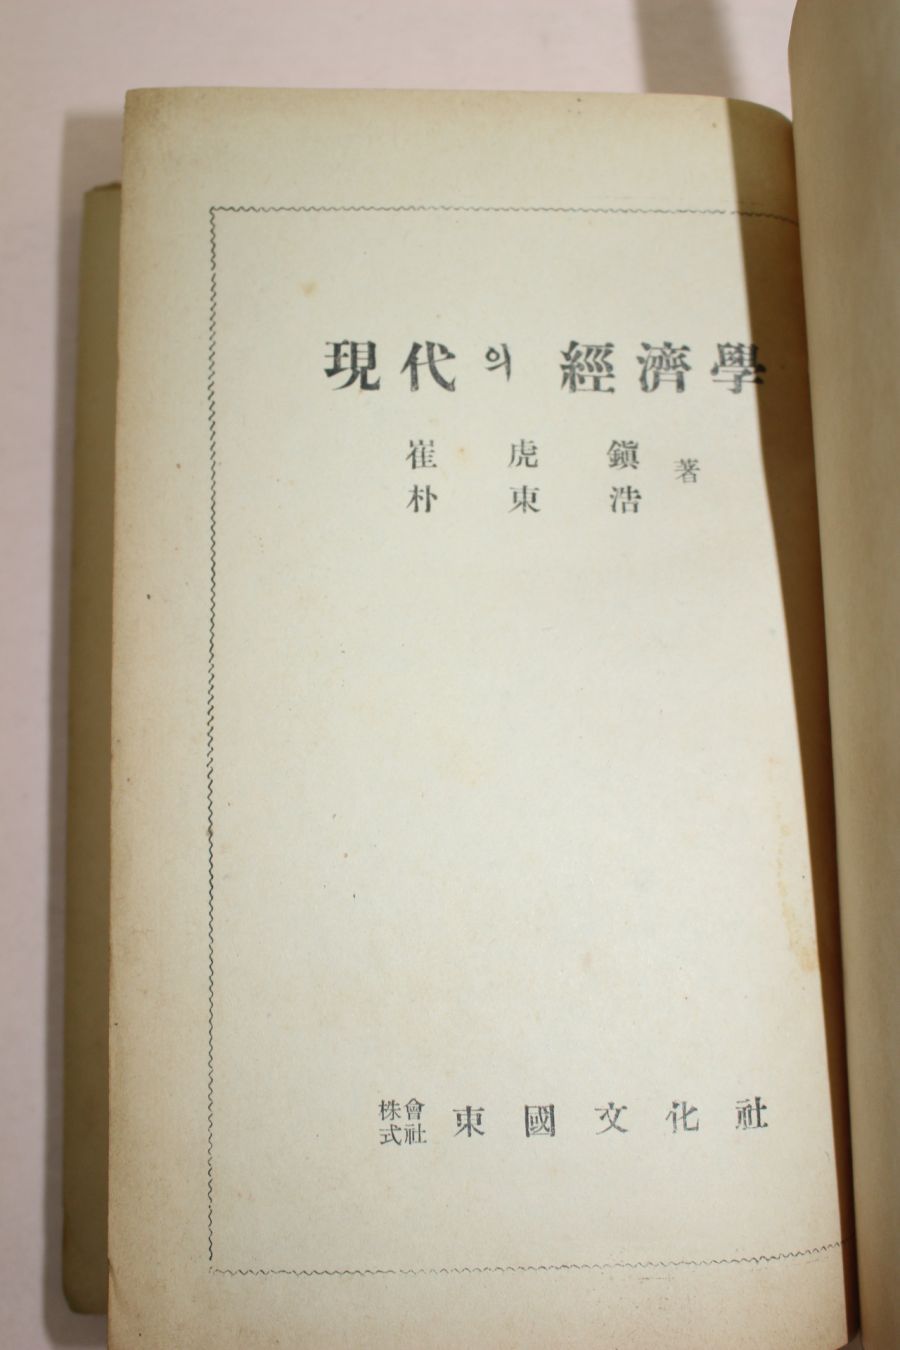 現代의 經濟學
崔虎鎭 著
朴東浩
株式會社 東國文化社